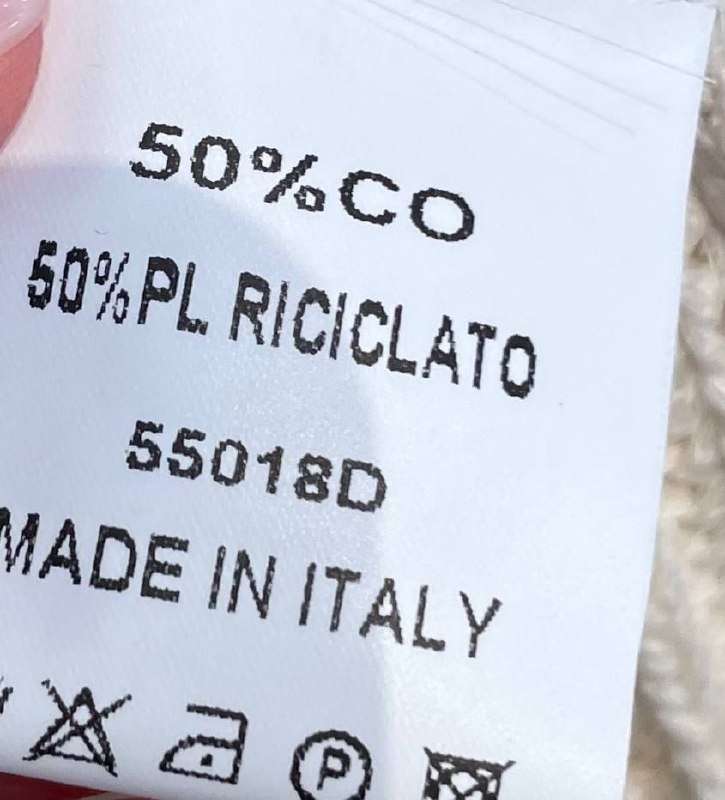 50%CO
50%PL RICICLATO
55018D
MADE IN ITALY
P